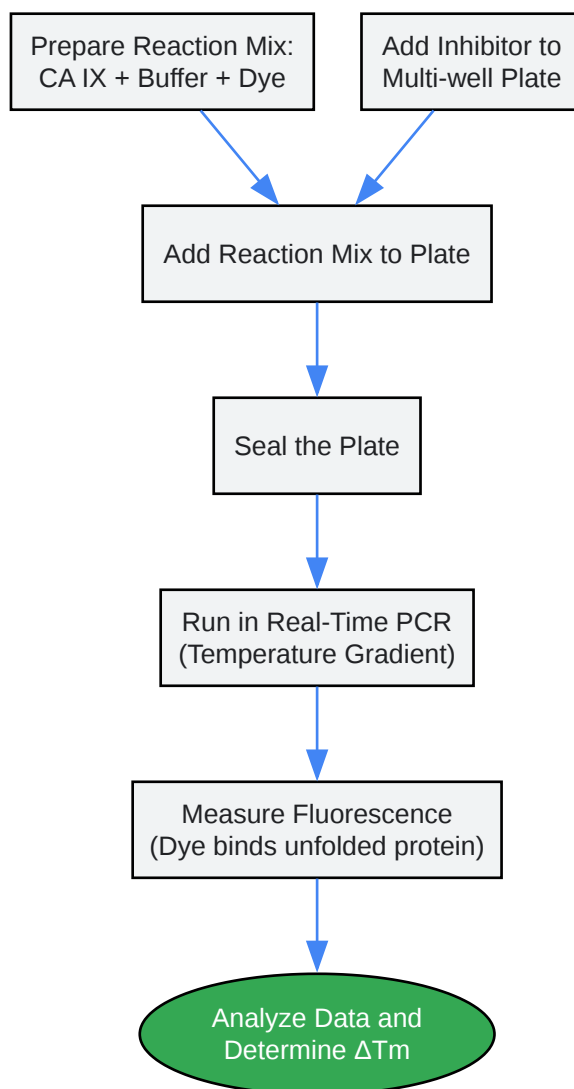 Prepare Reaction Mix:
CA IX + Buffer + Dye
Add Inhibitor to
Multi-well Plate
Add Reaction Mix to Plate
Seal the Plate
Run in Real-Time PCR
(Temperature Gradient)
Measure Fluorescence
(Dye binds unfolded protein)
Analyze Data and
Determine ΔTm